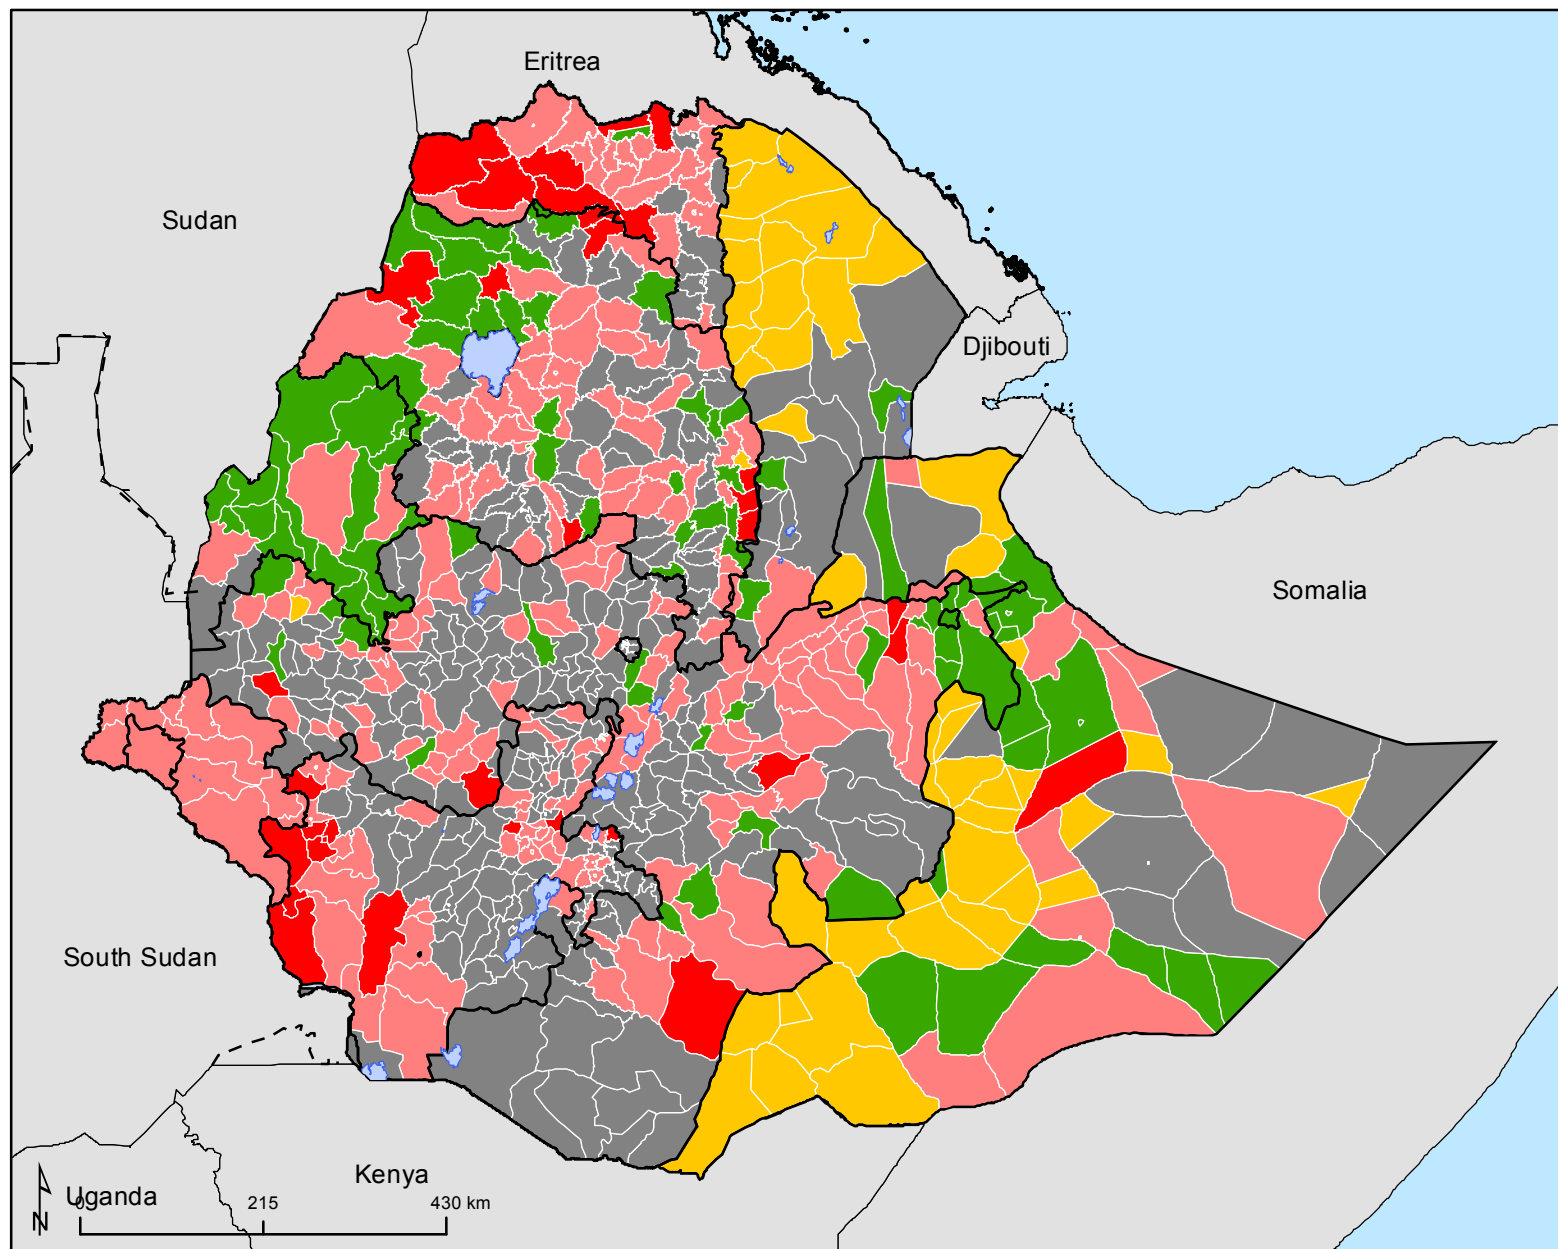 Eritrea
Sudan
Djibouti
Somalia
South Sudan
Kenya
Uganda
0 215 430 km
N